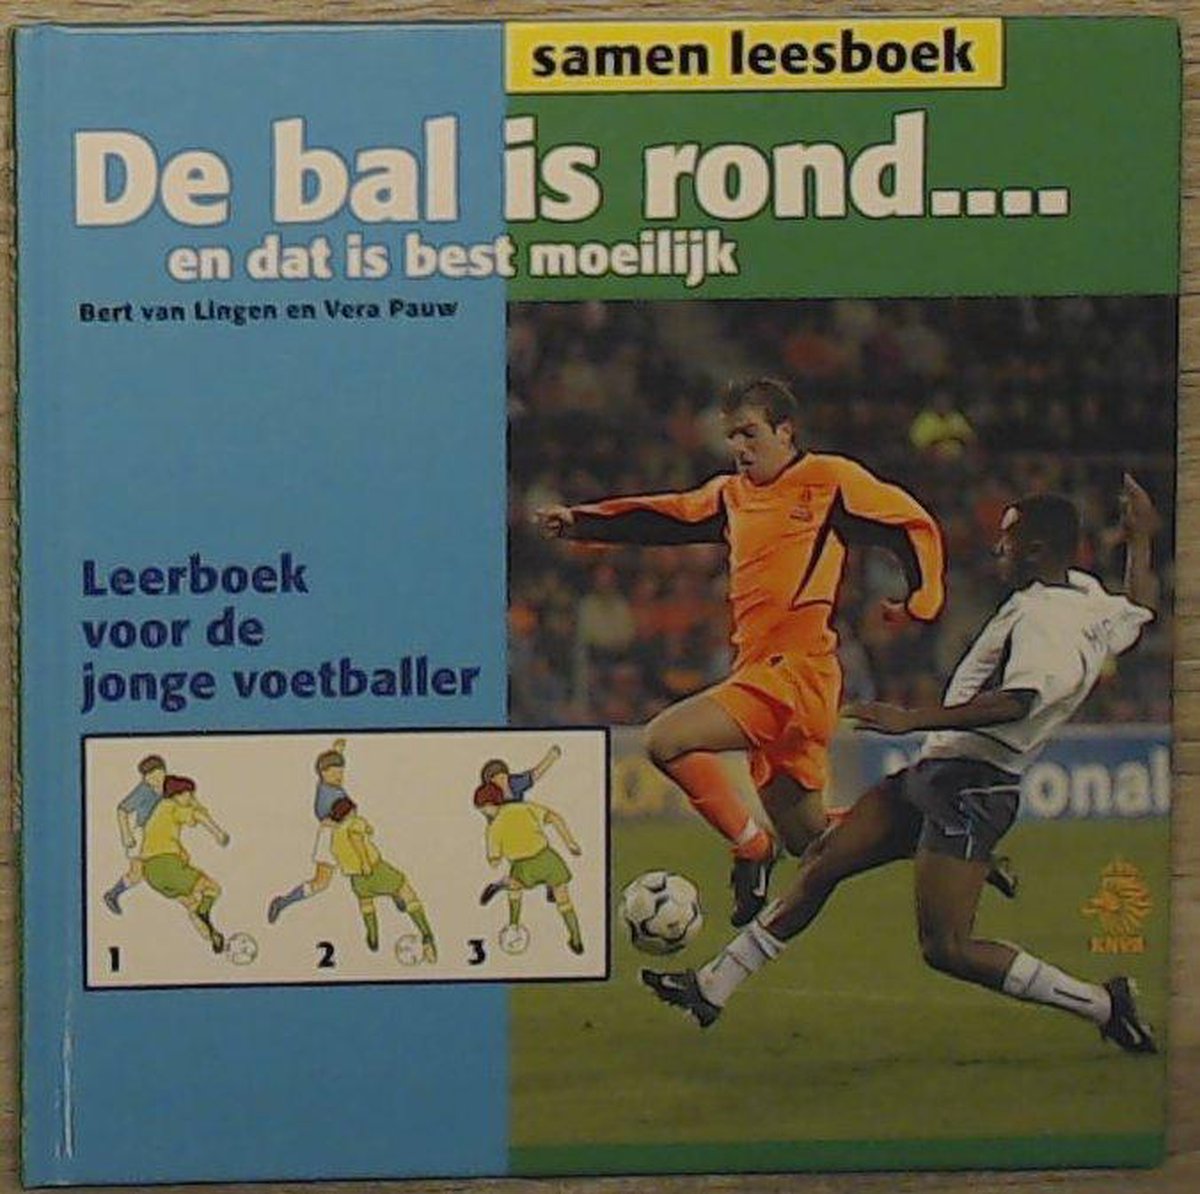 samen leesboek
De bal is rond....
en dat is best moeilijk
Bert van Lingen en Vera Pauw
Leerboek
voor de
jonge voetballer
1 2 3
onal
KNVB